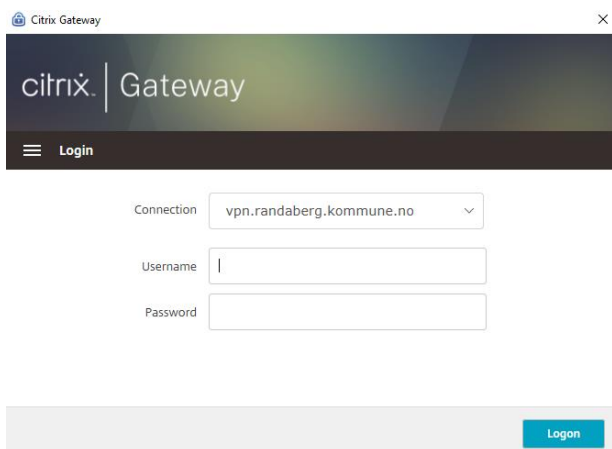 Citrix Gateway
citrix. Gateway
Login
Connection vpn.randaberg.kommune.no
Username
Password
Logon